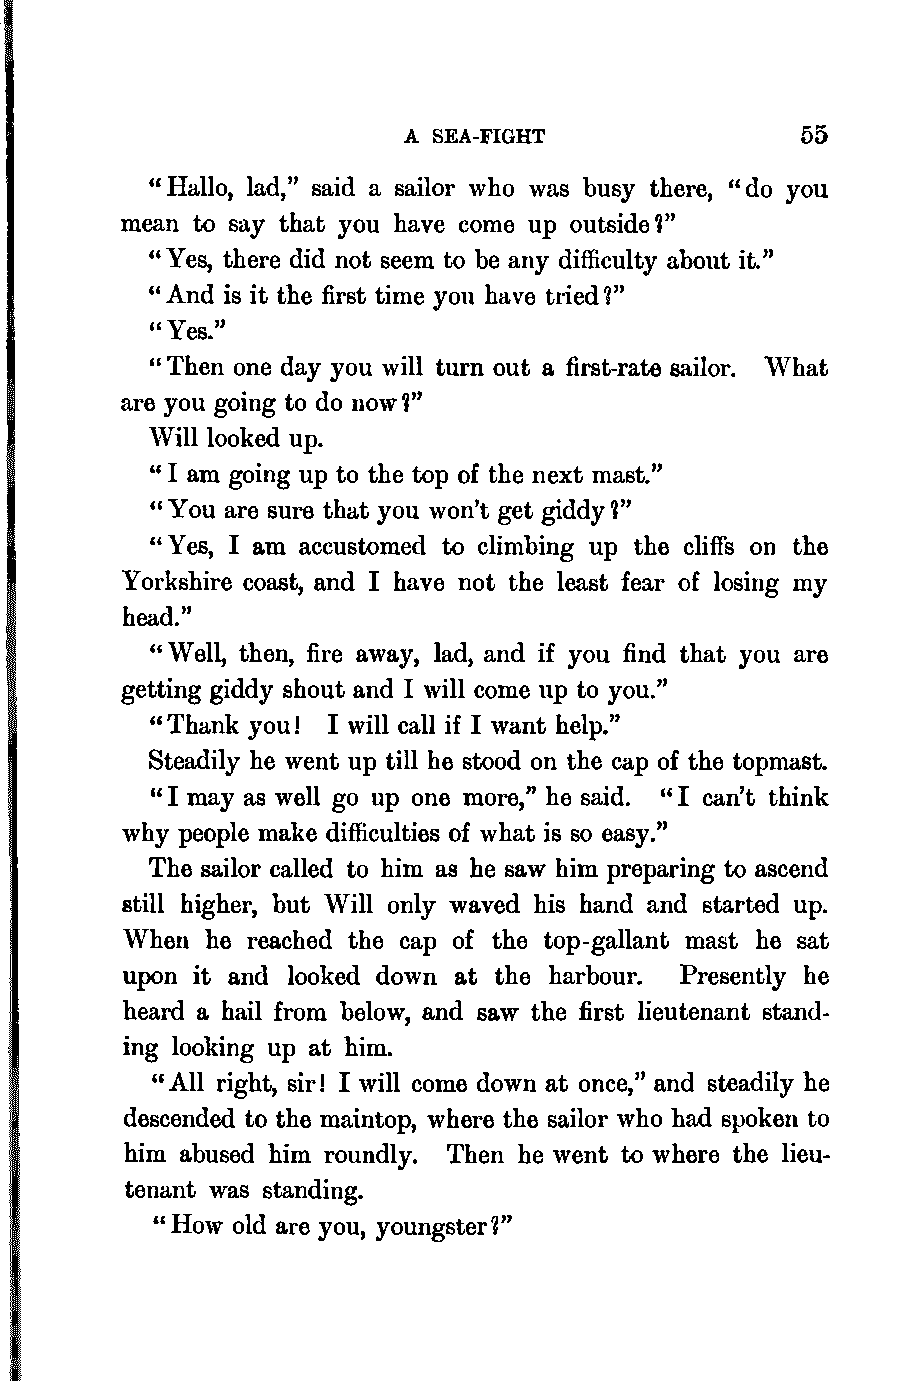 A SEA-FIGHT 55
"Hallo, lad," said a sailor who was busy there, "do you
mean to say that you have come up outside?"
"Yes, there did not seem to be any difficulty about it."
"And is it the first time you have tried?"
"Yes."
"Then one day you will turn out a first-rate sailor. What
are you going to do now?"
Will looked up.
"I am going up to the top of the next mast."
"You are sure that you won't get giddy?"
"Yes, I am accustomed to climbing up the cliffs on the
Yorkshire coast, and I have not the least fear of losing my
head."
"Well, then, fire away, lad, and if you find that you are
getting giddy shout and I will come up to you."
"Thank you! I will call if I want help."
Steadily he went up till he stood on the cap of the topmast.
"I may as well go up one more," he said. "I can't think
why people make difficulties of what is so easy."
The sailor called to him as he saw him preparing to ascend
still higher, but Will only waved his hand and started up.
When he reached the cap of the top-gallant mast he sat
upon it and looked down at the harbour. Presently he
heard a hail from below, and saw the first lieutenant stand-
ing looking up at him.
"All right, sir! I will come down at once," and steadily he
descended to the maintop, where the sailor who had spoken to
him abused him roundly. Then he went to where the lieu-
tenant was standing.
"How old are you, youngster?"